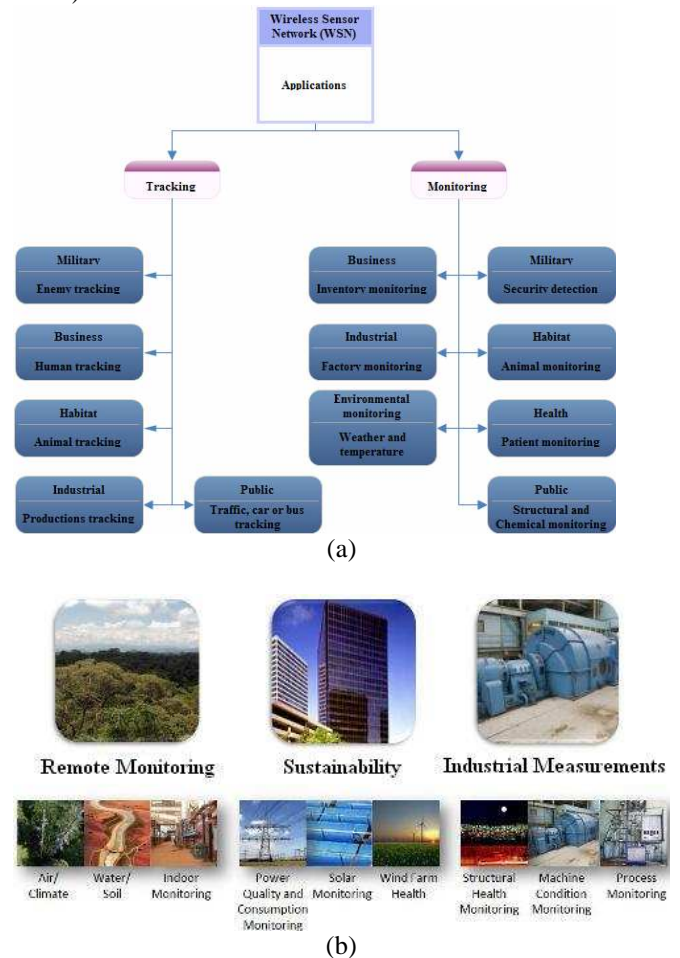 Wireless Sensor
Network (WSN)
Applications
Tracking
Monitoring
Military
Enemy tracking
Business
Human tracking
Habitat
Animal tracking
Industrial
Productions tracking
Public
Traffic, car or bus
tracking
Business
Inventory monitoring
Industrial
Factory monitoring
Environmental
monitoring
Weather and
temperature
Military
Security detection
Habitat
Animal monitoring
Health
Patient monitoring
Public
Structural and
Chemical monitoring
(a)
Remote Monitoring
Sustainability
Industrial Measurements
Air/
Climate
Water/
Soil
Indoor
Monitoring
Power
Quality and
Consumption
Monitoring
Solar
Monitoring
Wind Farm
Health
Structural
Health
Monitoring
Machine
Condition
Monitoring
Process
Monitoring
(b)